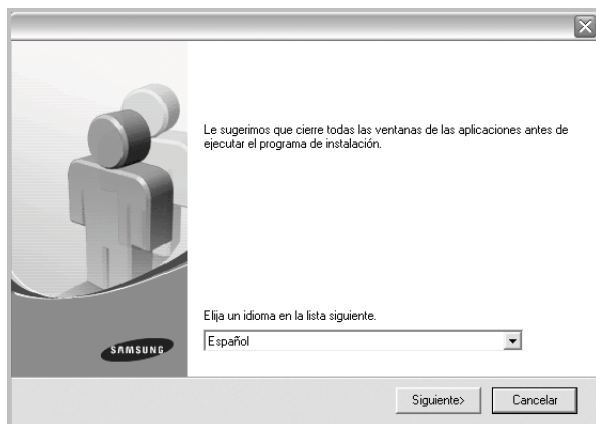 Le sugerimos que cierre todas las ventanas de las aplicaciones antes de
ejecutar el programa de instalación.
Elija un idioma en la lista siguiente.
Español
SAMSUNG
Siguiente>
Cancelar